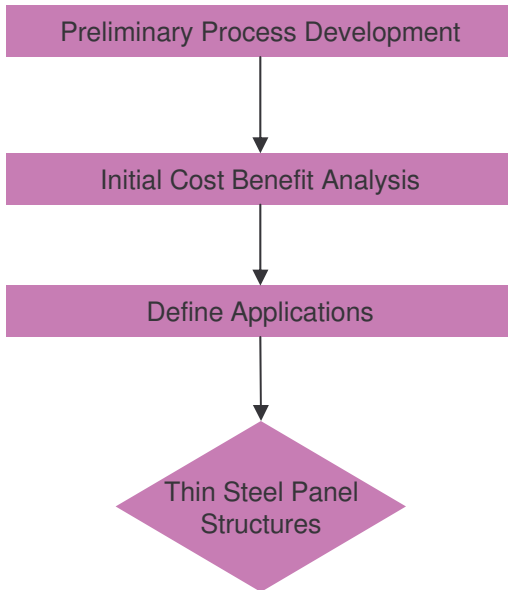 Preliminary Process Development
Initial Cost Benefit Analysis
Define Applications
Thin Steel Panel
Structures